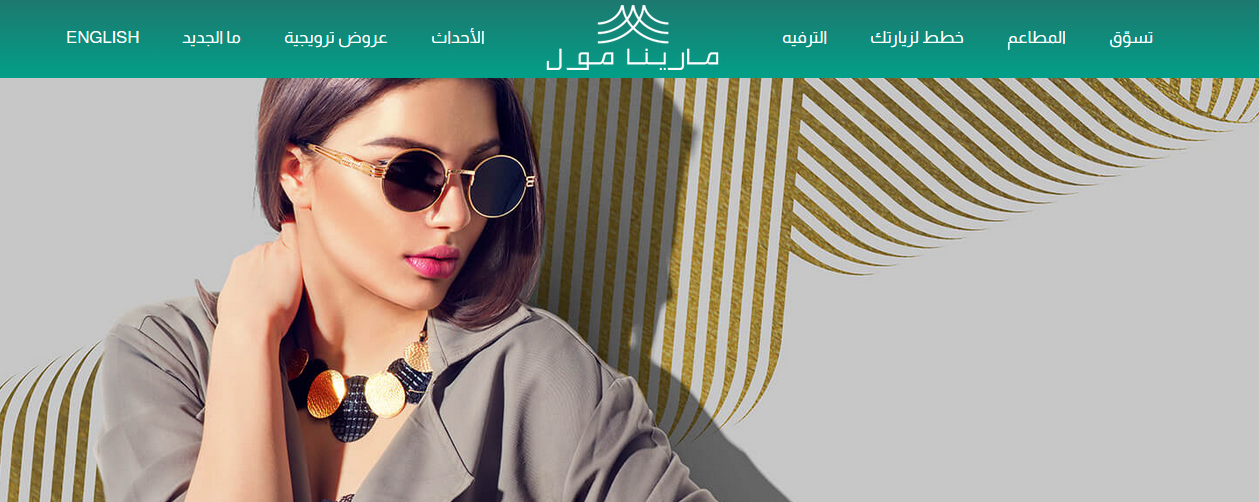 تسوّق
المطاعم
خطط لزيارتك
الترفيه
مارينا مول
الأحداث
عروض ترويجية
ما الجديد
ENGLISH